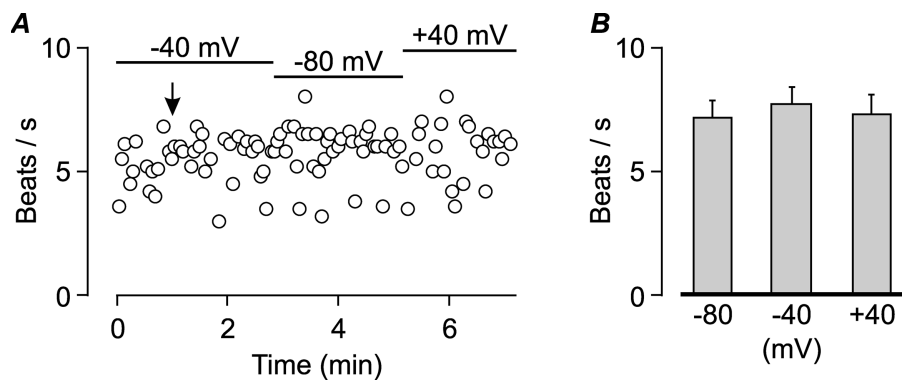 A
-40 mV
-80 mV
+40 mV
10
5
0
Beats / s
0 2 4 6
Time (min)
B
10
5
0
Beats / s
-80 -40 +40
(mV)